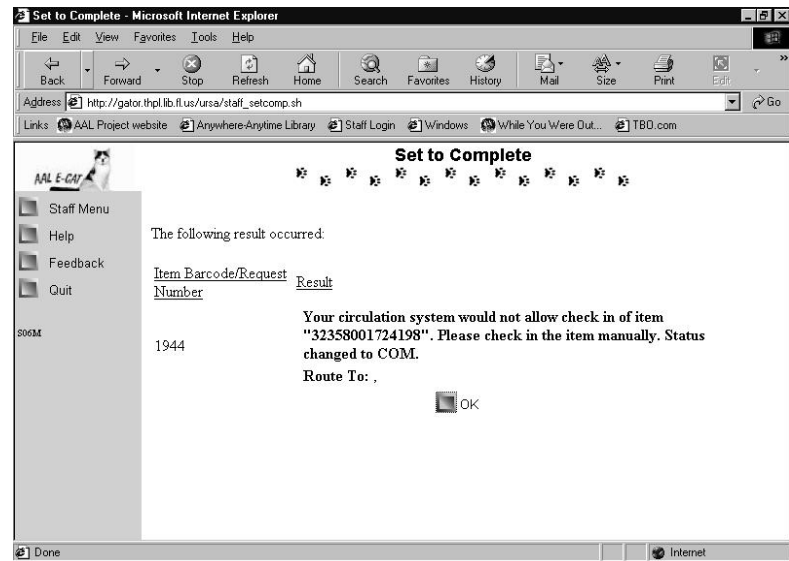 Set to Complete - Microsoft Internet Explorer
File Edit View Favorites Tools Help
Back Forward Stop Refresh Home Search Favorites History Mail Size Print Edit »
Address http://gator.thpl.lib.fl.us/ursa/staff_setcomp.sh Go
Links AAL Project website Anywhere-Anytime Library Staff Login Windows While You Were Out... TBO.com
AAL E-CAT
Set to Complete
Staff Menu
Help
Feedback
Quit
S06M
The following result occurred:
Item Barcode/Request
Number
Result
1944
Your circulation system would not allow check in of item
"32358001724198". Please check in the item manually. Status
changed to COM.
Route To: ,
OK
Done Internet